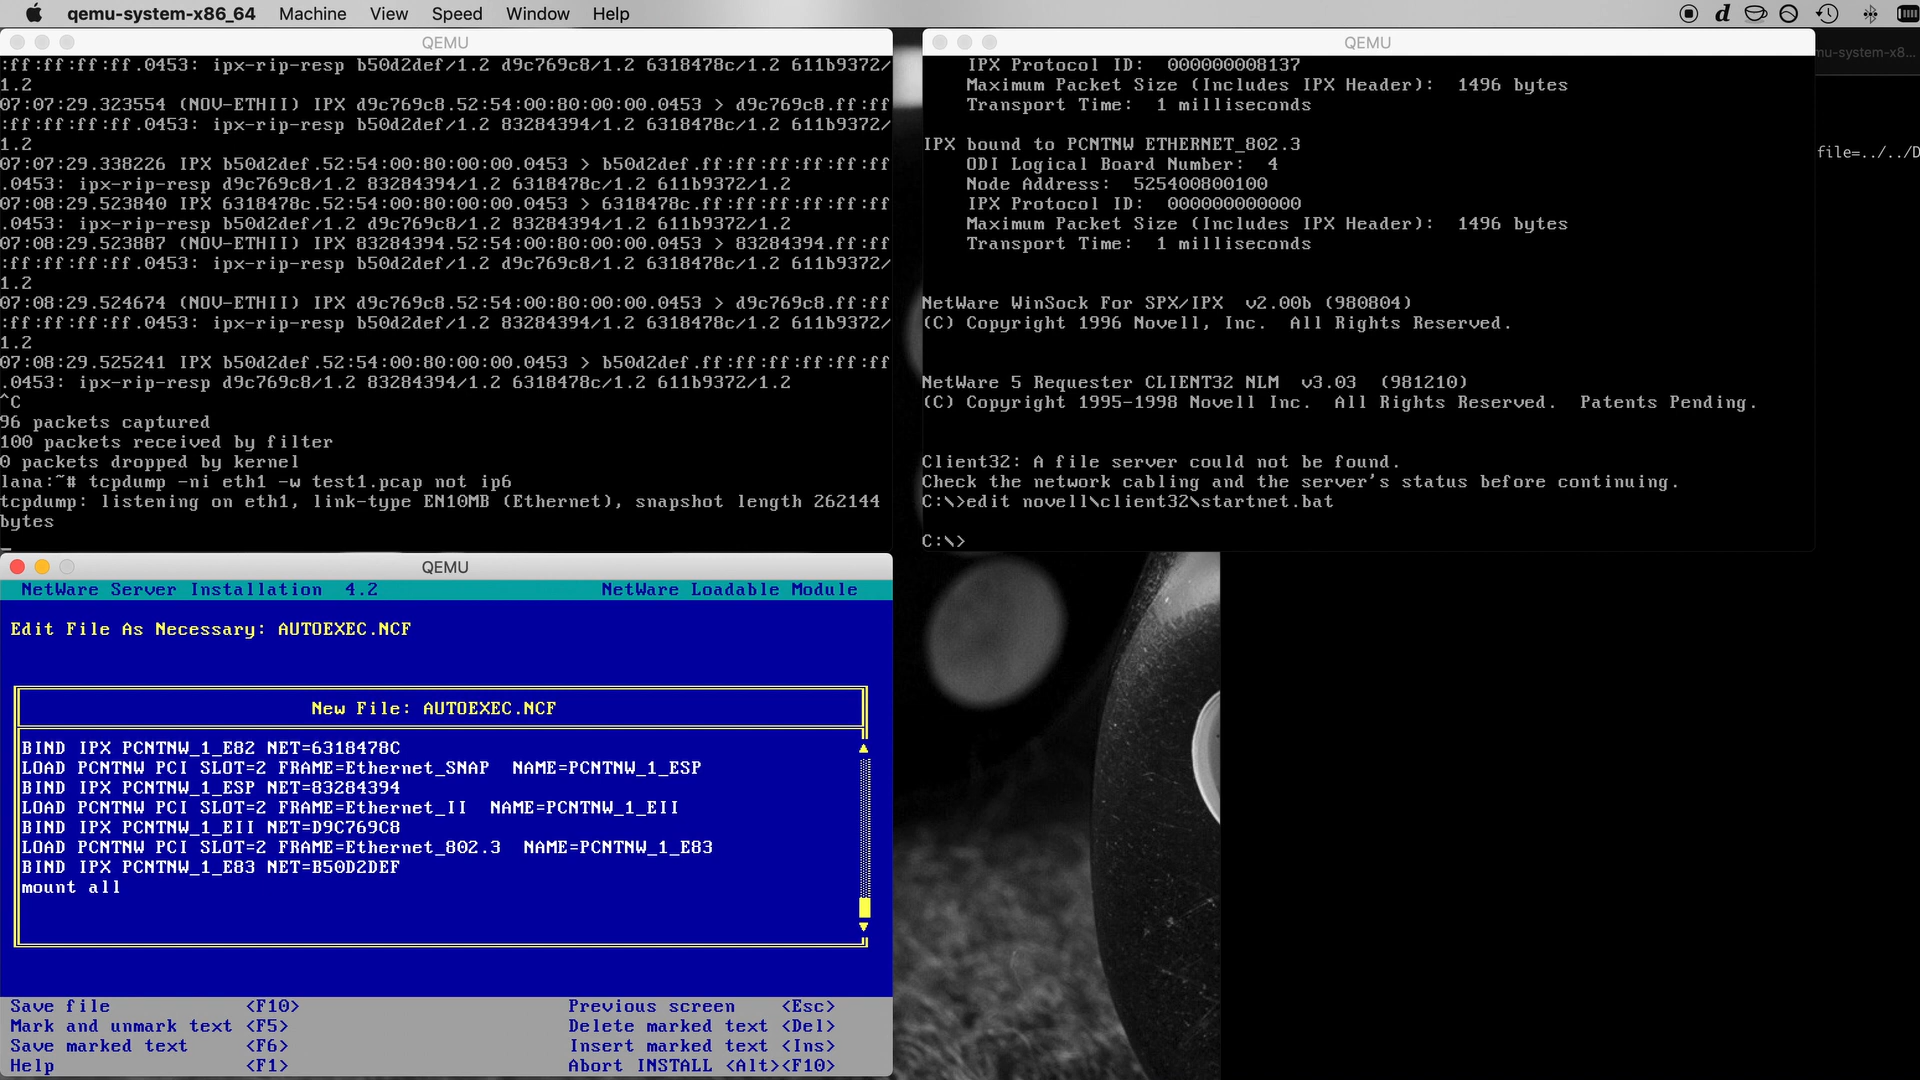 qemu-system-x86_64 Machine View Speed Window Help
QEMU
:ff:ff:ff:ff.0453: ipx-rip-resp b50d2def/1.2 d9c769c8/1.2 6318478c/1.2 611b9372/
1.2
07:07:29.323554 (NOV-ETHII) IPX d9c769c8.52:54:00:80:00:00.0453 > d9c769c8.ff:ff
:ff:ff:ff:ff.0453: ipx-rip-resp b50d2def/1.2 83284394/1.2 6318478c/1.2 611b9372/
1.2
07:07:29.338226 IPX b50d2def.52:54:00:80:00:00.0453 > b50d2def.ff:ff:ff:ff:ff:ff
.0453: ipx-rip-resp d9c769c8/1.2 83284394/1.2 6318478c/1.2 611b9372/1.2
07:08:29.523840 IPX 6318478c.52:54:00:80:00:00.0453 > 6318478c.ff:ff:ff:ff:ff:ff
.0453: ipx-rip-resp b50d2def/1.2 d9c769c8/1.2 83284394/1.2 611b9372/1.2
07:08:29.523887 (NOV-ETHII) IPX 83284394.52:54:00:80:00:00.0453 > 83284394.ff:ff
:ff:ff:ff:ff.0453: ipx-rip-resp b50d2def/1.2 d9c769c8/1.2 6318478c/1.2 611b9372/
1.2
07:08:29.524674 (NOV-ETHII) IPX d9c769c8.52:54:00:80:00:00.0453 > d9c769c8.ff:ff
:ff:ff:ff:ff.0453: ipx-rip-resp b50d2def/1.2 83284394/1.2 6318478c/1.2 611b9372/
1.2
07:08:29.525241 IPX b50d2def.52:54:00:80:00:00.0453 > b50d2def.ff:ff:ff:ff:ff:ff
.0453: ipx-rip-resp d9c769c8/1.2 83284394/1.2 6318478c/1.2 611b9372/1.2
^C
96 packets captured
100 packets received by filter
0 packets dropped by kernel
lana:~# tcpdump -ni eth1 -w test1.pcap not ip6
tcpdump: listening on eth1, link-type EN10MB (Ethernet), snapshot length 262144
bytes
QEMU
IPX Protocol ID: 000000008137
Maximum Packet Size (Includes IPX Header): 1496 bytes
Transport Time: 1 milliseconds
IPX bound to PCNTNW ETHERNET_802.3
ODI Logical Board Number: 4
Node Address: 525400800100
IPX Protocol ID: 000000000000
Maximum Packet Size (Includes IPX Header): 1496 bytes
Transport Time: 1 milliseconds
NetWare WinSock For SPX/IPX v2.00b (980804)
(C) Copyright 1996 Novell, Inc. All Rights Reserved.
NetWare 5 Requester CLIENT32 NLM v3.03 (981210)
(C) Copyright 1995-1998 Novell Inc. All Rights Reserved. Patents Pending.
Client32: A file server could not be found.
Check the network cabling and the server's status before continuing.
C:\>edit novell\client32\startnet.bat
C:\>
mu-system-x8...
file=../../D
QEMU
NetWare Server Installation 4.2 NetWare Loadable Module
Edit File As Necessary: AUTOEXEC.NCF
New File: AUTOEXEC.NCF
BIND IPX PCNTNW_1_E82 NET=6318478C
LOAD PCNTNW PCI SLOT=2 FRAME=Ethernet_SNAP NAME=PCNTNW_1_ESP
BIND IPX PCNTNW_1_ESP NET=83284394
LOAD PCNTNW PCI SLOT=2 FRAME=Ethernet_II NAME=PCNTNW_1_EII
BIND IPX PCNTNW_1_EII NET=D9C769C8
LOAD PCNTNW PCI SLOT=2 FRAME=Ethernet_802.3 NAME=PCNTNW_1_E83
BIND IPX PCNTNW_1_E83 NET=B50D2DEF
mount all
Save file <F10> Previous screen <Esc>
Mark and unmark text <F5> Delete marked text <Del>
Save marked text <F6> Insert marked text <Ins>
Help <F1> Abort INSTALL <Alt><F10>